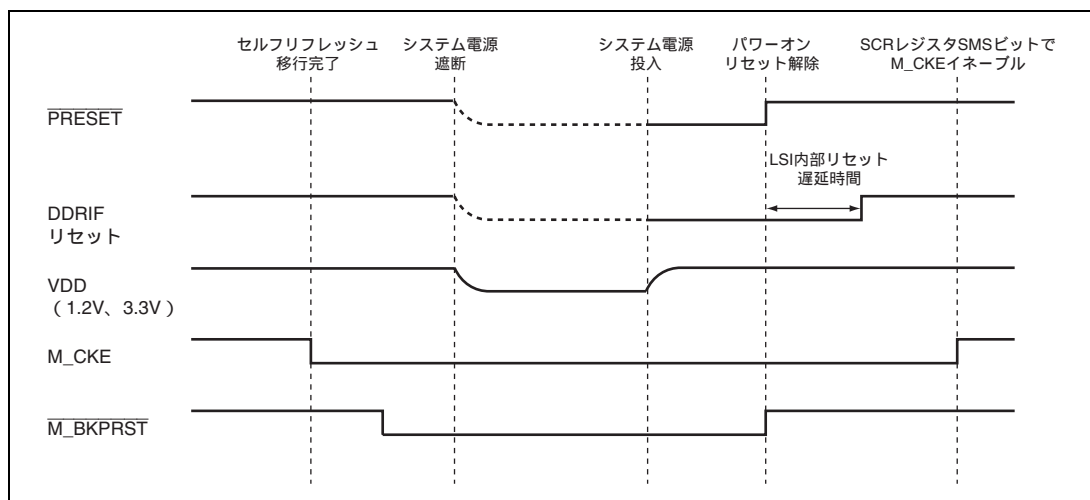 セルフリフレッシュ
移行完了
システム電源
遮断
システム電源
投入
パワーオン
リセット解除
SCRレジスタSMSビットで
M_CKEイネーブル
PRESET
LSI内部リセット
遅延時間
DDRIF
リセット
VDD
（1.2V、3.3V）
M_CKE
M_BKPRST